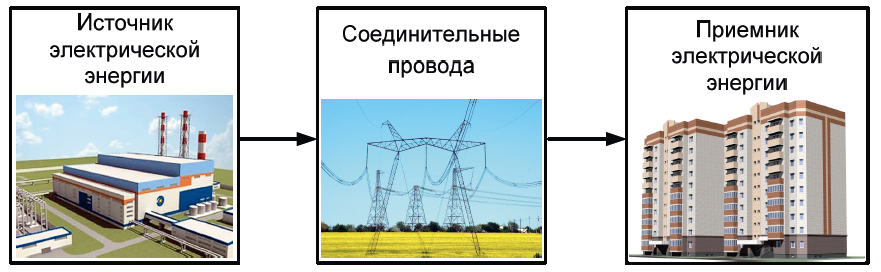 Источник
электрической
энергии
Соединительные
провода
Приемник
электрической
энергии